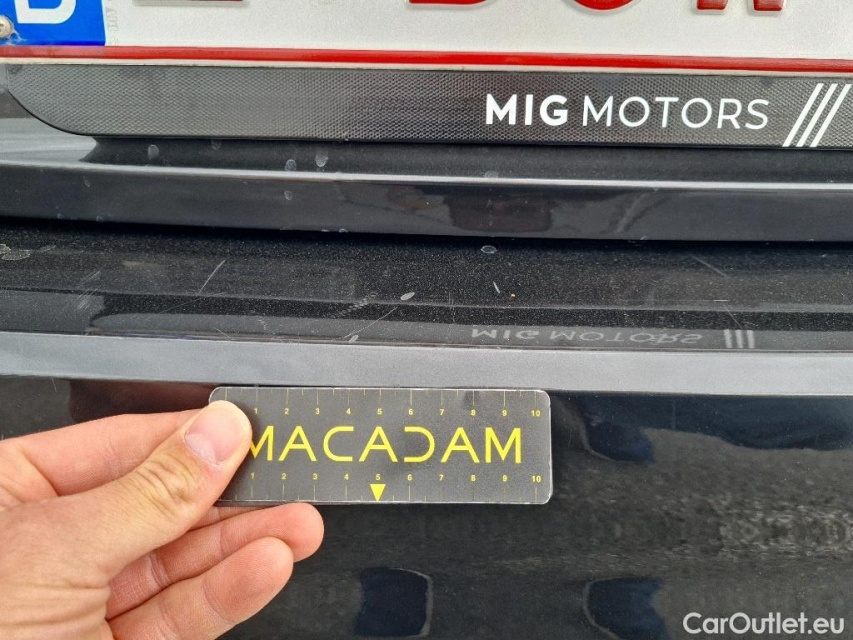 B
MIG MOTORS
MIG MOTORS
1 2 3 4 5 6 7 8 9 10
MACADAM
1 2 3 4 5 6 7 8 9 10
CarOutlet.eu